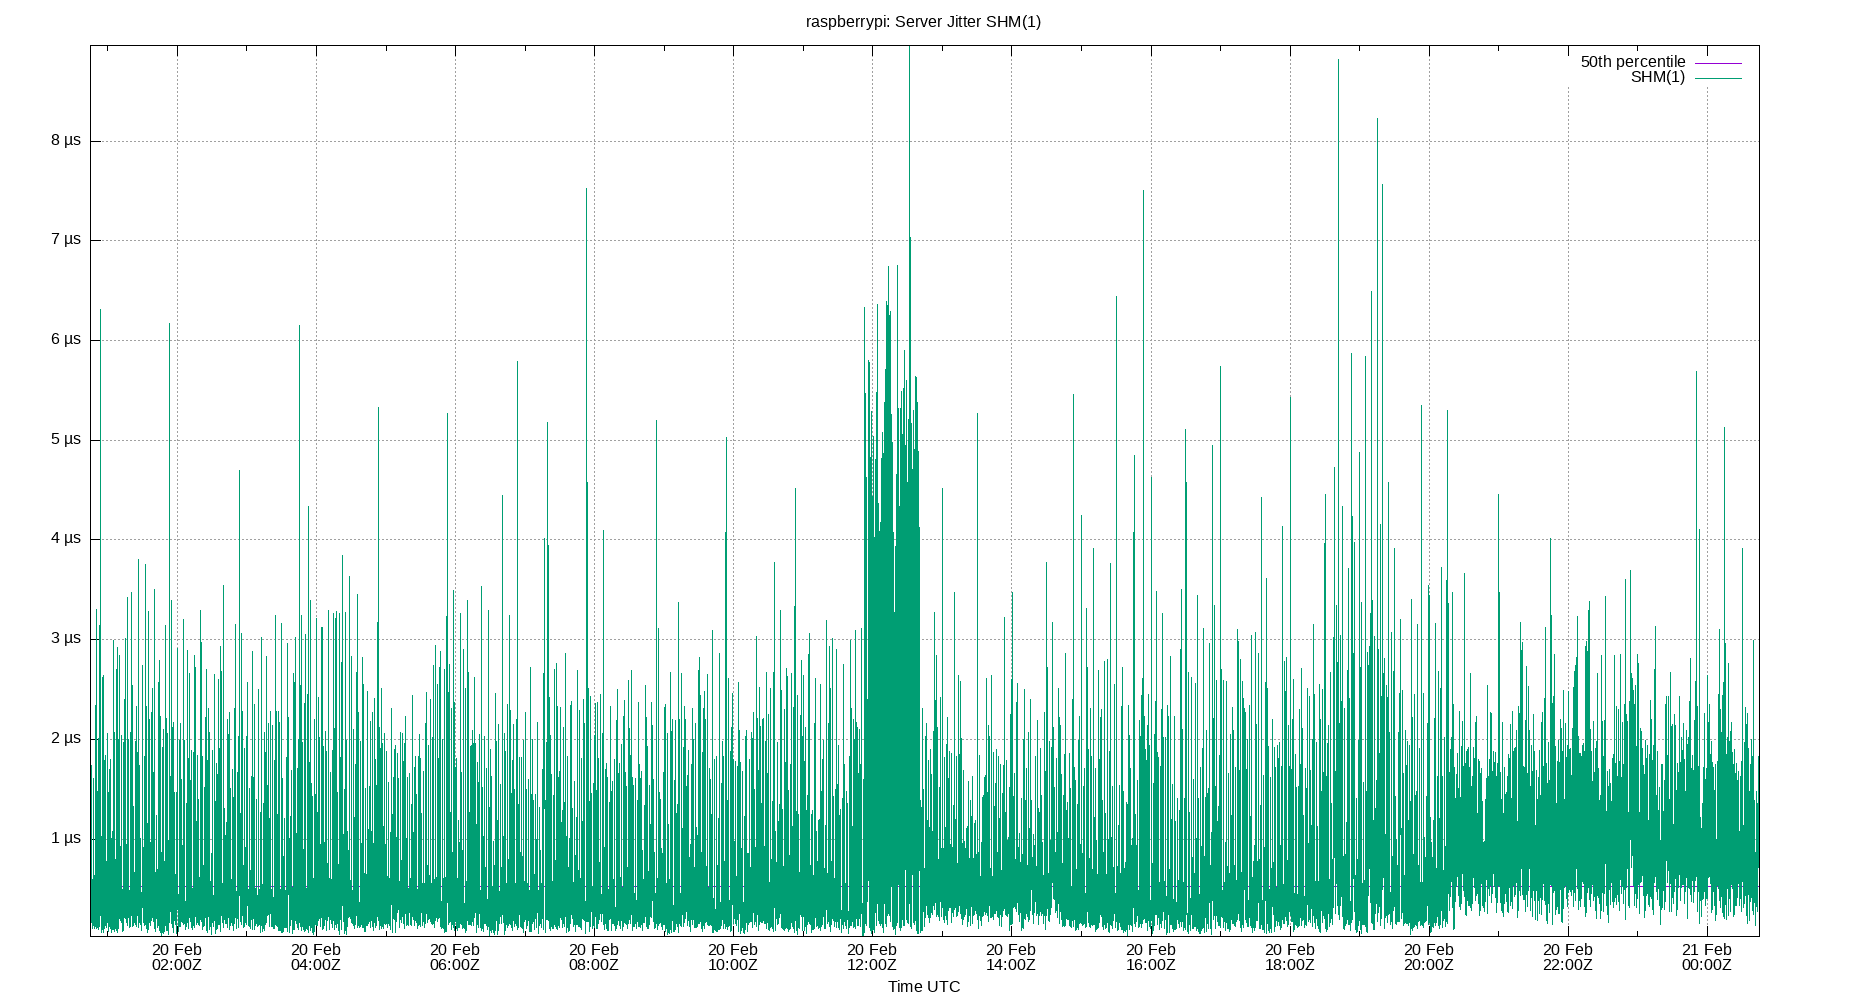 raspberrypi: Server Jitter SHM(1)
50th percentile
SHM(1)
8 µs
7 µs
6 µs
5 µs
4 µs
3 µs
2 µs
1 µs
20 Feb 20 Feb 20 Feb 20 Feb 20 Feb 20 Feb 20 Feb 20 Feb 20 Feb 20 Feb 20 Feb 21 Feb
02:00Z 04:00Z 06:00Z 08:00Z 10:00Z 12:00Z 14:00Z 16:00Z 18:00Z 20:00Z 22:00Z 00:00Z
Time UTC